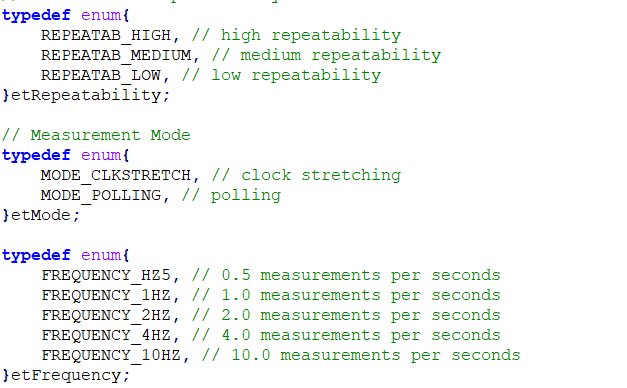 typedef enum{
    REPEATAB_HIGH, // high repeatability
    REPEATAB_MEDIUM, // medium repeatability
    REPEATAB_LOW, // low repeatability
}etRepeatability;

// Measurement Mode
typedef enum{
    MODE_CLKSTRETCH, // clock stretching
    MODE_POLLING, // polling
}etMode;

typedef enum{
    FREQUENCY_HZ5, // 0.5 measurements per seconds
    FREQUENCY_1HZ, // 1.0 measurements per seconds
    FREQUENCY_2HZ, // 2.0 measurements per seconds
    FREQUENCY_4HZ, // 4.0 measurements per seconds
    FREQUENCY_10HZ, // 10.0 measurements per seconds
}etFrequency;